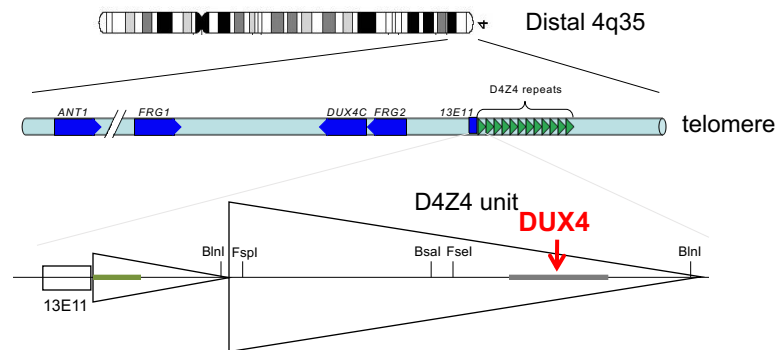 Distal 4q35
4
D4Z4 repeats
ANT1 FRG1 DUX4C FRG2 13E11
telomere
D4Z4 unit
DUX4
BlnI FspI BsaI FseI BlnI
13E11